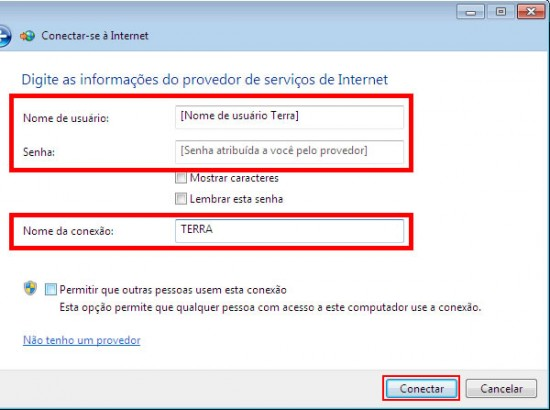 Conectar-se à Internet
Digite as informações do provedor de serviços de Internet
Nome de usuário: [Nome de usuário Terra]
Senha: [Senha atribuída a você pelo provedor]
Mostrar caracteres
Lembrar esta senha
Nome da conexão: TERRA
Permitir que outras pessoas usem esta conexão
Esta opção permite que qualquer pessoa com acesso a este computador use a conexão.
Não tenho um provedor
Conectar Cancelar